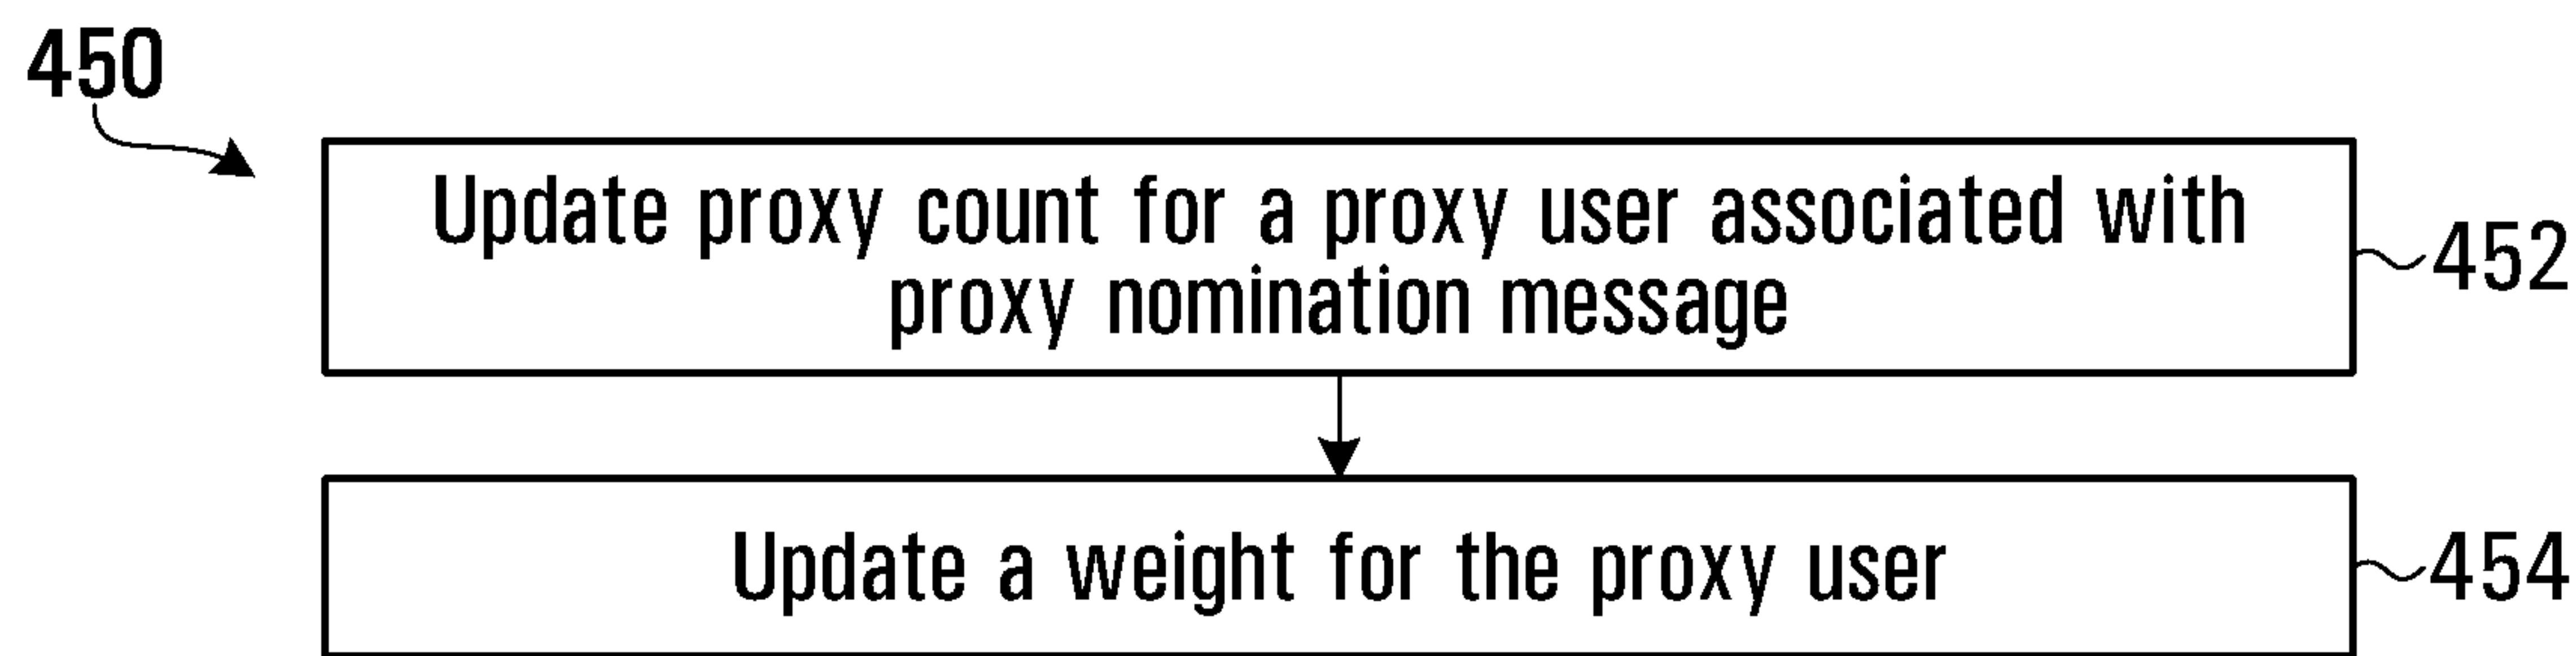 450
Update proxy count for a proxy user associated with
proxy nomination message
452
Update a weight for the proxy user
454